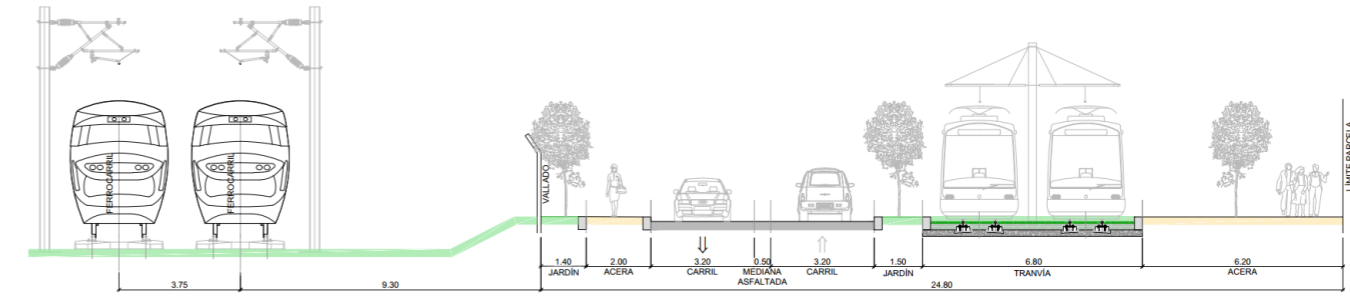 FERROCARRIL
FERROCARRIL
VALLADO
LÍMITE PARCELA
1.40
JARDÍN
2.00
ACERA
3.20
CARRIL
0.50
MEDIANA
ASFALTADA
3.20
CARRIL
1.50
JARDÍN
6.80
TRANVÍA
6.20
ACERA
3.75
9.30
24.80